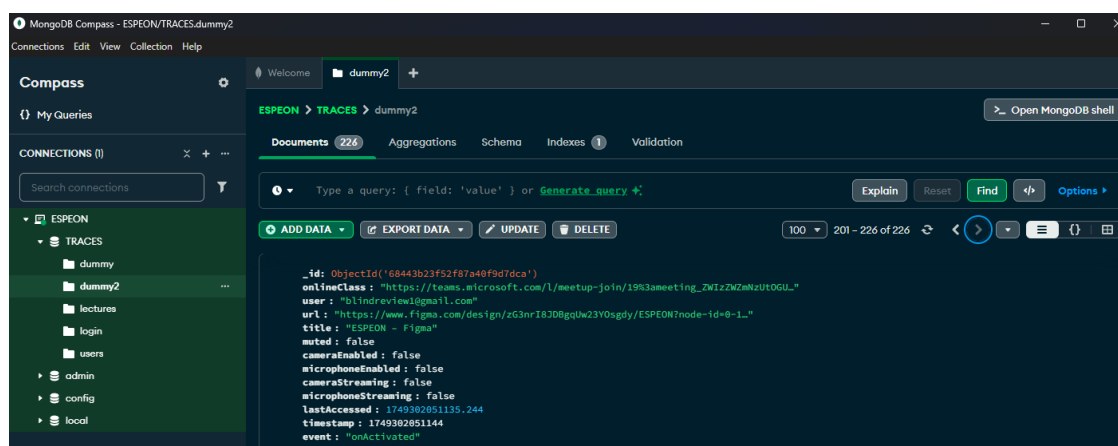 MongoDB Compass - ESPEON/TRACES.dummy2
Connections Edit View Collection Help
Compass
{} My Queries
CONNECTIONS (1)
Search connections
ESPEON
TRACES
dummy
dummy2
lectures
login
users
admin
config
local
Welcome
dummy2
ESPEON > TRACES > dummy2
>_ Open MongoDB shell
Documents 226 Aggregations Schema Indexes 1 Validation
Type a query: { field: 'value' } or Generate query
Explain Reset Find </> Options
ADD DATA EXPORT DATA UPDATE DELETE
100 201 – 226 of 226
_id: ObjectId('68443b23f52f87a40f9d7dca')
onlineClass : "https://teams.microsoft.com/l/meetup-join/19%3ameeting_ZWIzZWZmNzUtOGU…"
user : "blindreview1@gmail.com"
url : "https://www.figma.com/design/zG3nrI8JDBgqUw23YOsgdy/ESPEON?node-id=0-1…"
title : "ESPEON – Figma"
muted : false
cameraEnabled : false
microphoneEnabled : false
cameraStreaming : false
microphoneStreaming : false
lastAccessed : 1749302051135.244
timestamp : 1749302051144
event : "onActivated"